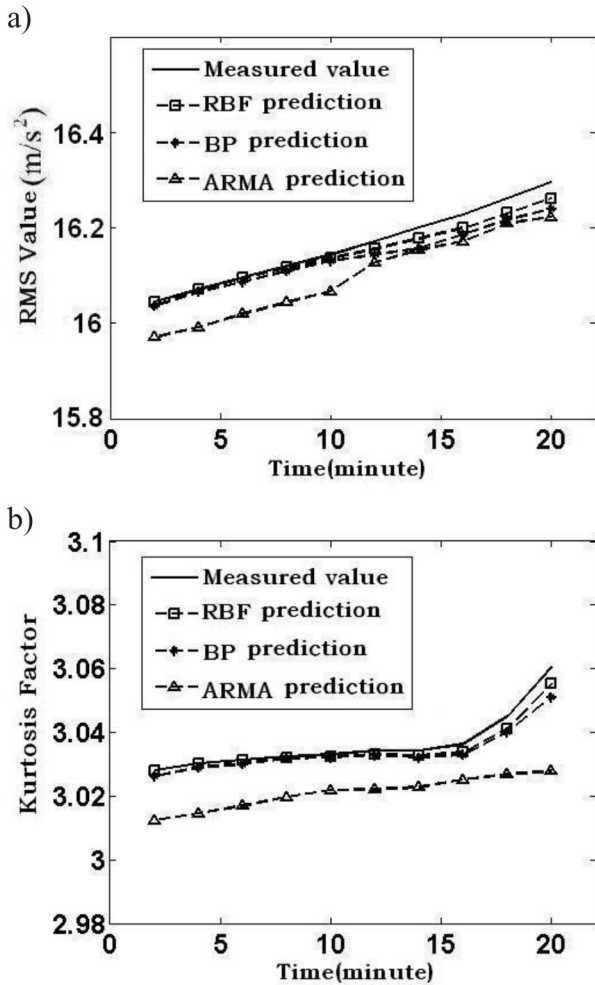 a)
RMS Value(m/s²)
16.4
16.2
16
15.8
Measured value
RBF prediction
BP prediction
ARMA prediction
0 5 10 15 20
Time(minute)
b)
Kurtosis Factor
3.1
3.08
3.06
3.04
3.02
3
2.98
Measured value
RBF prediction
BP prediction
ARMA prediction
0 5 10 15 20
Time(minute)